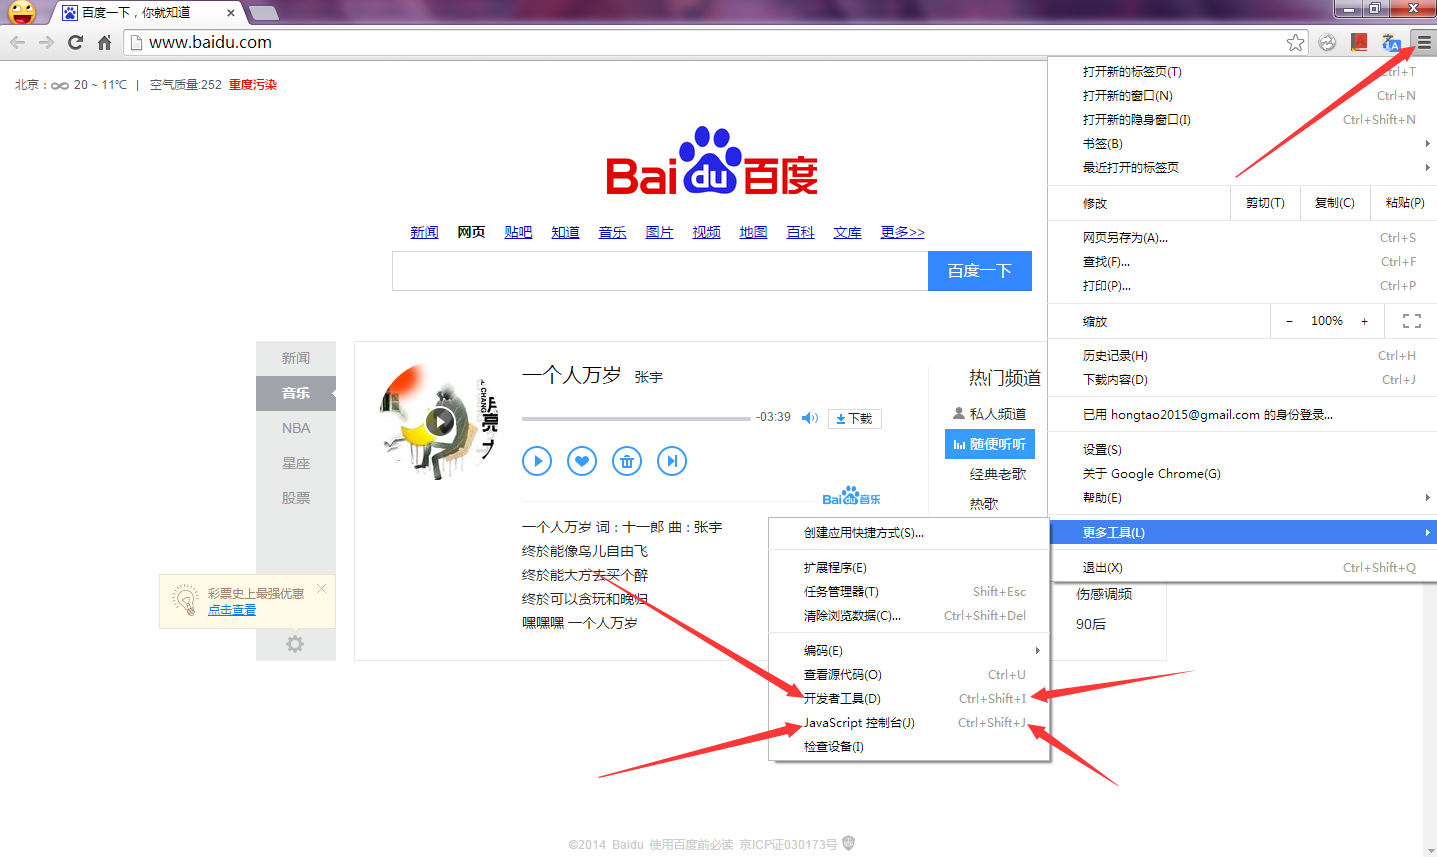 百度一下，你就知道
www.baidu.com
北京： 20 ~ 11℃ | 空气质量:252 重度污染
Bai du 百度
新闻 网页 贴吧 知道 音乐 图片 视频 地图 百科 文库 更多>>
百度一下
新闻
音乐
NBA
星座
股票
彩票史上最强优惠
点击查看
CHANG
一个人万岁 张宇
-03:39 下载
Bai du 音乐
一个人万岁 词 : 十一郎 曲 : 张宇
终於能像鸟儿自由飞
终於能大方去买个醉
终於可以贪玩和晚归
嘿嘿嘿 一个人万岁
热门频道
私人频道
随便听听
经典老歌
热歌
伤感调频
90后
打开新的标签页(T) Ctrl+T
打开新的窗口(N) Ctrl+N
打开新的隐身窗口(I) Ctrl+Shift+N
书签(B)
最近打开的标签页
修改 剪切(T) 复制(C) 粘贴(P)
网页另存为(A)... Ctrl+S
查找(F)... Ctrl+F
打印(P)... Ctrl+P
缩放 − 100% +
历史记录(H) Ctrl+H
下载内容(D) Ctrl+J
已用 hongtao2015@gmail.com 的身份登录...
设置(S)
关于 Google Chrome(G)
帮助(E)
更多工具(L)
退出(X) Ctrl+Shift+Q
创建应用快捷方式(S)...
扩展程序(E)
任务管理器(T) Shift+Esc
清除浏览数据(C)... Ctrl+Shift+Del
编码(E)
查看源代码(O) Ctrl+U
开发者工具(D) Ctrl+Shift+I
JavaScript 控制台(J) Ctrl+Shift+J
检查设备(I)
©2014 Baidu 使用百度前必读 京ICP证030173号